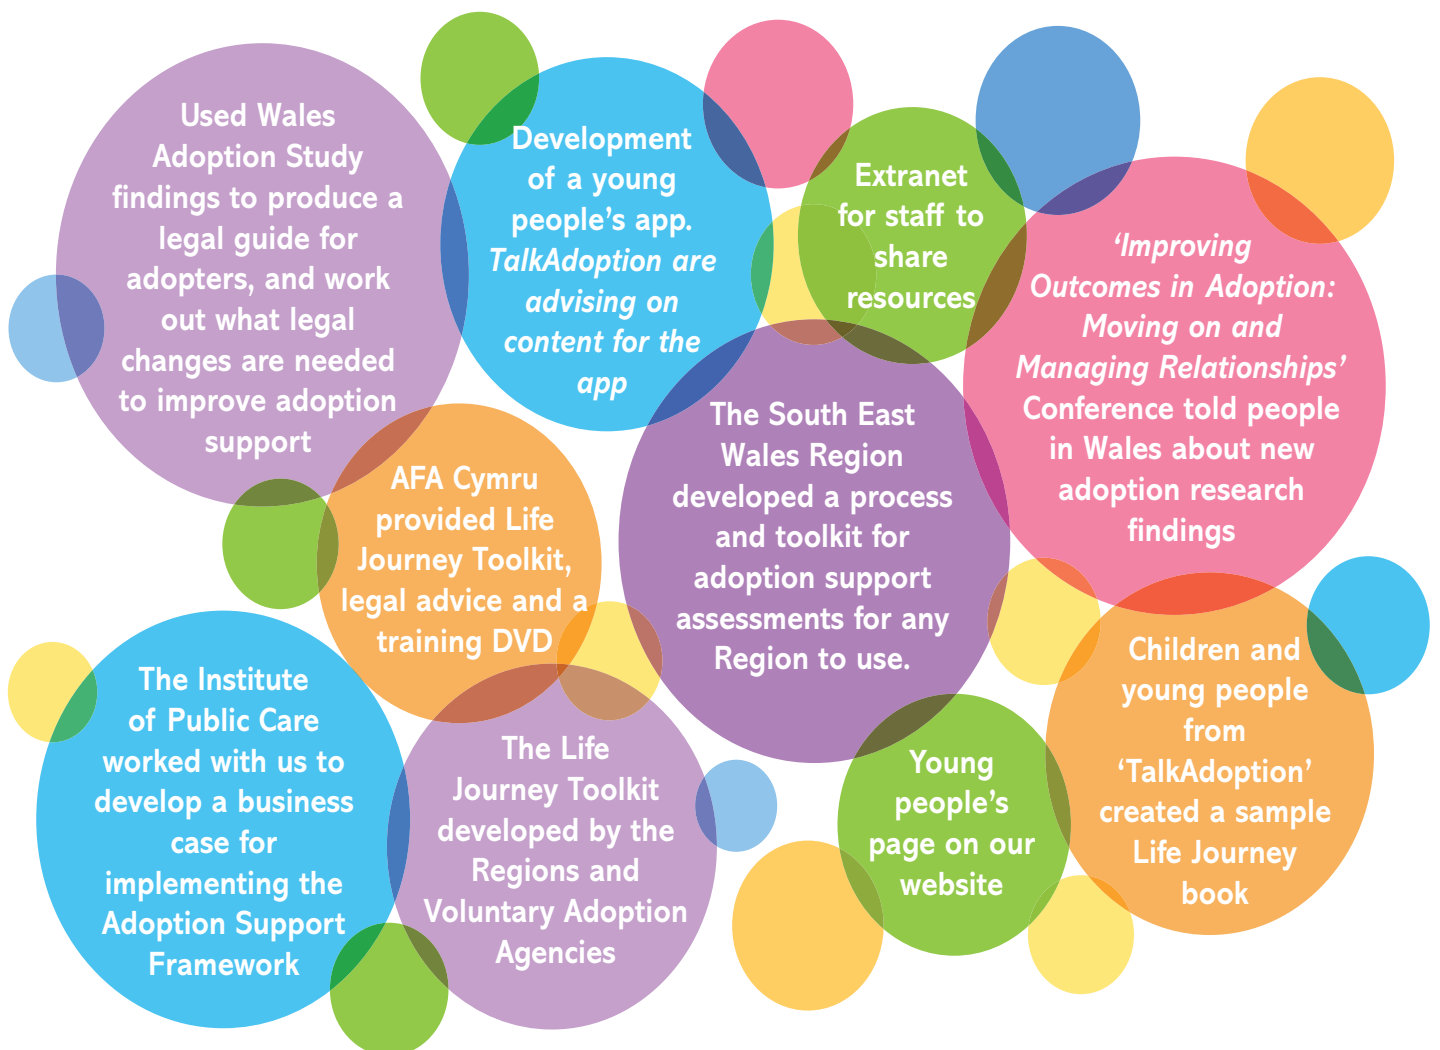 Used Wales
Adoption Study
findings to produce a
legal guide for
adopters, and work
out what legal
changes are needed
to improve adoption
support
Development
of a young
people’s app.
TalkAdoption are
advising on
content for the
app
Extranet
for staff to
share
resources
‘Improving
Outcomes in Adoption:
Moving on and
Managing Relationships’
Conference told people
in Wales about new
adoption research
findings
AFA Cymru
provided Life
Journey Toolkit,
legal advice and a
training DVD
The South East
Wales Region
developed a process
and toolkit for
adoption support
assessments for any
Region to use.
The Institute
of Public Care
worked with us to
develop a business
case for
implementing the
Adoption Support
Framework
The Life
Journey Toolkit
developed by the
Regions and
Voluntary Adoption
Agencies
Young
people’s
page on our
website
Children and
young people
from
‘TalkAdoption’
created a sample
Life Journey
book